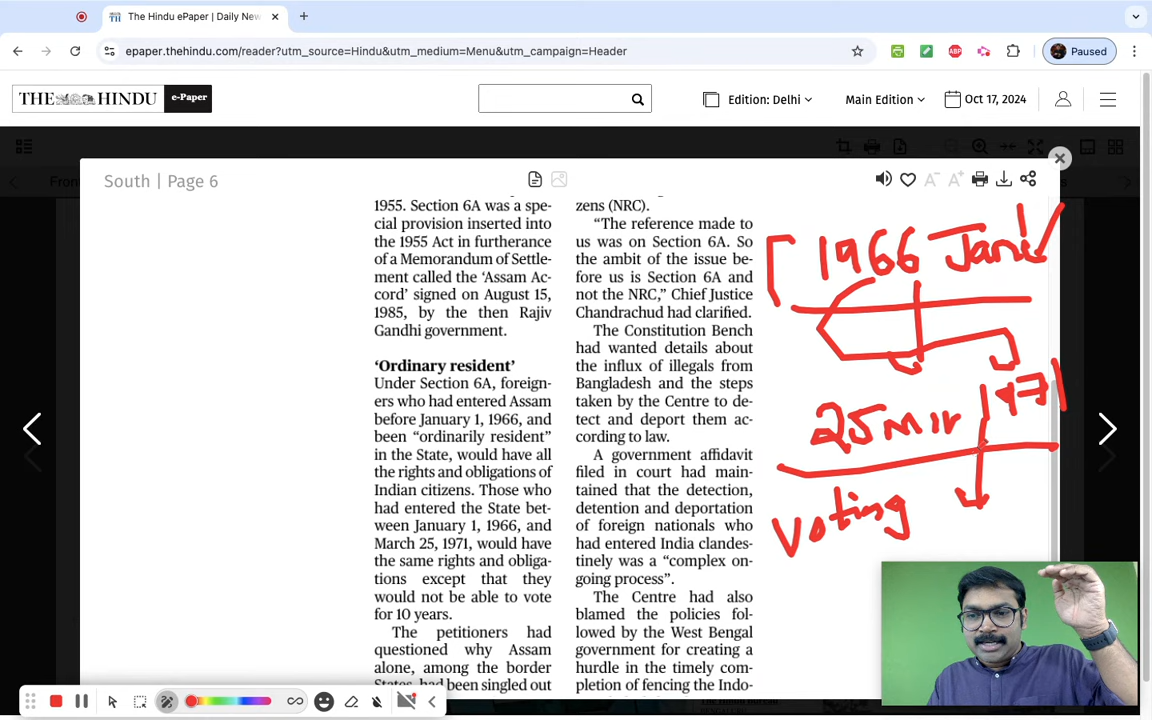 The Hindu ePaper | Daily New
epaper.thehindu.com/reader?utm_source=Hindu&utm_medium=Menu&utm_campaign=Header
ABP
Paused
THE HINDU
e-Paper
Edition: Delhi
Main Edition
Oct 17, 2024
South | Page 6
A-
A+
1955. Section 6A was a spe-
cial provision inserted into
the 1955 Act in furtherance
of a Memorandum of Settle-
ment called the ‘Assam Ac-
cord’ signed on August 15,
1985, by the then Rajiv
Gandhi government.
‘Ordinary resident’
Under Section 6A, foreign-
ers who had entered Assam
before January 1, 1966, and
been “ordinarily resident”
in the State, would have all
the rights and obligations of
Indian citizens. Those who
had entered the State bet-
ween January 1, 1966, and
March 25, 1971, would have
the same rights and obliga-
tions except that they
would not be able to vote
for 10 years.
The petitioners had
questioned why Assam
alone, among the border
States, had been singled out
zens (NRC).
“The reference made to
us was on Section 6A. So
the ambit of the issue be-
fore us is Section 6A and
not the NRC,” Chief Justice
Chandrachud had clarified.
The Constitution Bench
had wanted details about
the influx of illegals from
Bangladesh and the steps
taken by the Centre to de-
tect and deport them ac-
cording to law.
A government affidavit
filed in court had main-
tained that the detection,
detention and deportation
of foreign nationals who
had entered India clandes-
tinely was a “complex on-
going process”.
The Centre had also
blamed the policies fol-
lowed by the West Bengal
government for creating a
hurdle in the timely com-
pletion of fencing the Indo-
1966 Jan
25 Mar 1971
Voting